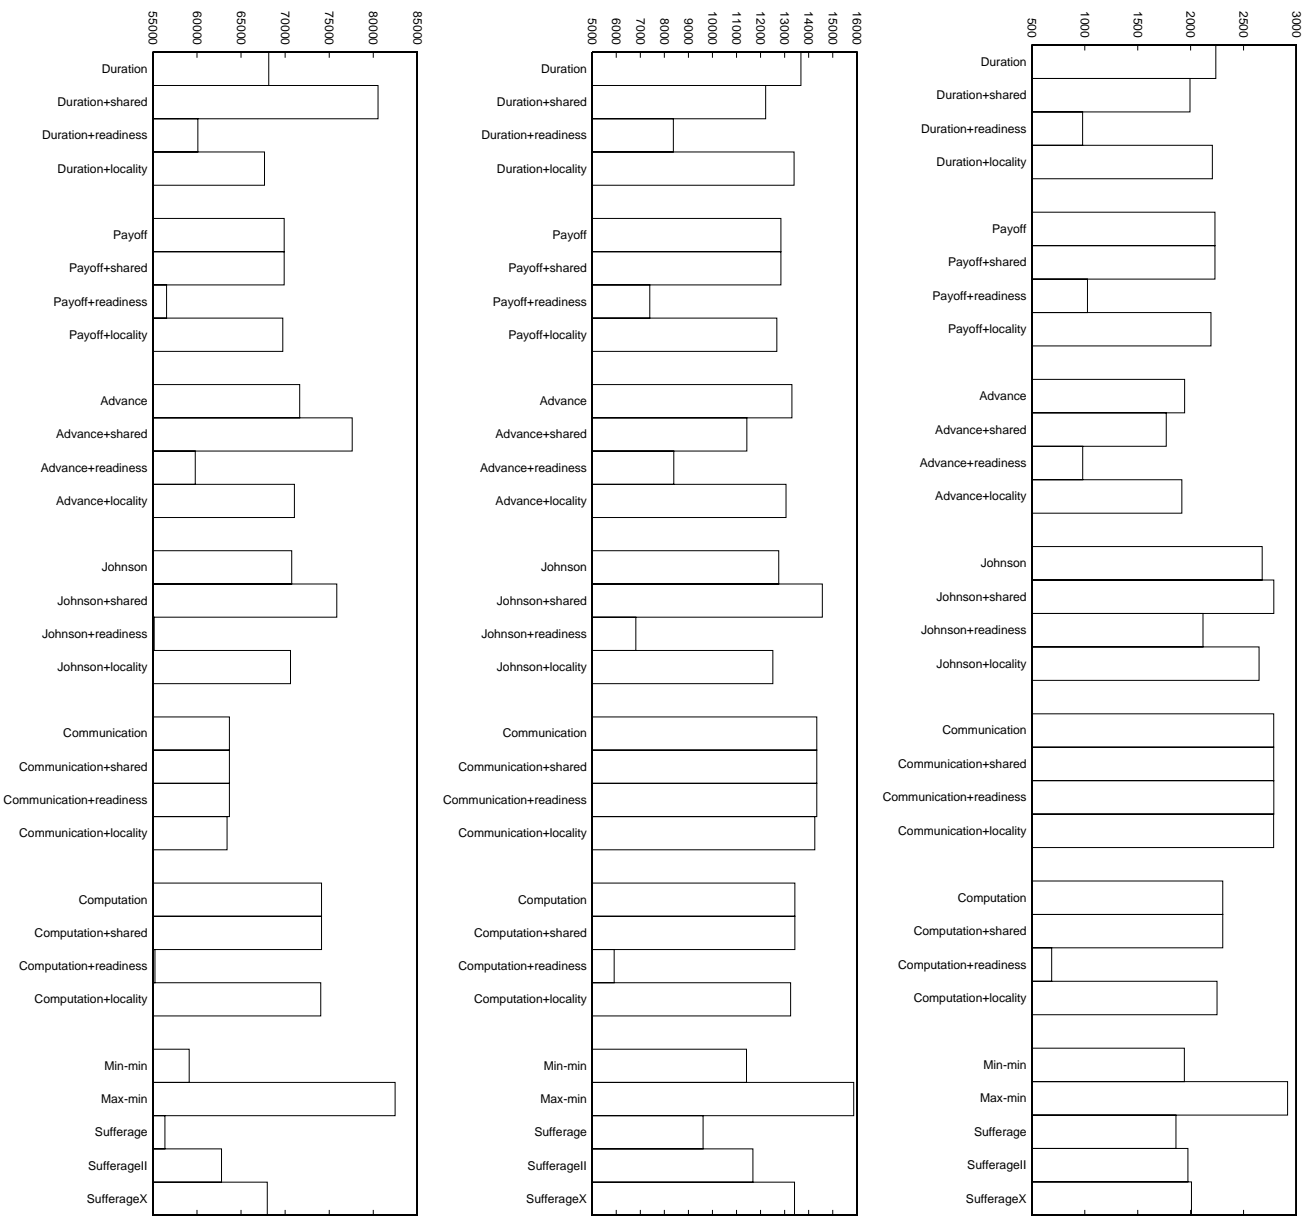 55000
60000
65000
70000
75000
80000
85000
Duration
Duration+shared
Duration+readiness
Duration+locality
Payoff
Payoff+shared
Payoff+readiness
Payoff+locality
Advance
Advance+shared
Advance+readiness
Advance+locality
Johnson
Johnson+shared
Johnson+readiness
Johnson+locality
Communication
Communication+shared
Communication+readiness
Communication+locality
Computation
Computation+shared
Computation+readiness
Computation+locality
Min-min
Max-min
Sufferage
SufferageII
SufferageX
5000
6000
7000
8000
9000
10000
11000
12000
13000
14000
15000
16000
Duration
Duration+shared
Duration+readiness
Duration+locality
Payoff
Payoff+shared
Payoff+readiness
Payoff+locality
Advance
Advance+shared
Advance+readiness
Advance+locality
Johnson
Johnson+shared
Johnson+readiness
Johnson+locality
Communication
Communication+shared
Communication+readiness
Communication+locality
Computation
Computation+shared
Computation+readiness
Computation+locality
Min-min
Max-min
Sufferage
SufferageII
SufferageX
500
1000
1500
2000
2500
3000
Duration
Duration+shared
Duration+readiness
Duration+locality
Payoff
Payoff+shared
Payoff+readiness
Payoff+locality
Advance
Advance+shared
Advance+readiness
Advance+locality
Johnson
Johnson+shared
Johnson+readiness
Johnson+locality
Communication
Communication+shared
Communication+readiness
Communication+locality
Computation
Computation+shared
Computation+readiness
Computation+locality
Min-min
Max-min
Sufferage
SufferageII
SufferageX